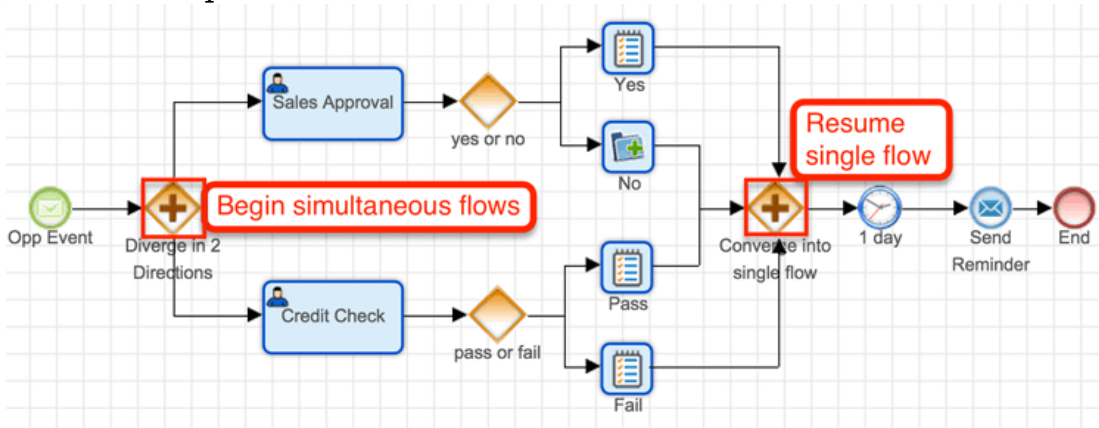 Yes
Sales Approval
yes or no
Resume
single flow
No
Begin simultaneous flows
Opp Event
Diverge in 2
Directions
Converge into
single flow
1 day
Send
Reminder
End
Pass
Credit Check
pass or fail
Fail